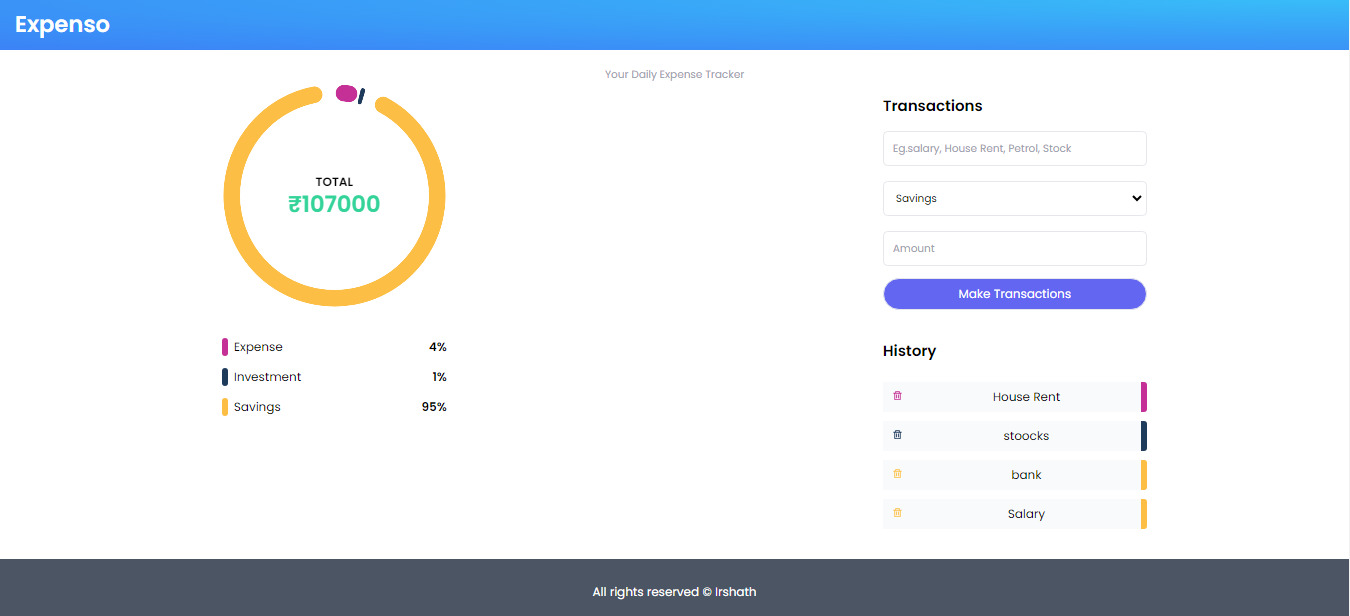 Expenso
Your Daily Expense Tracker
TOTAL
₹107000
Expense 4%
Investment 1%
Savings 95%
Transactions
Eg.salary, House Rent, Petrol, Stock
Savings
Amount
Make Transactions
History
House Rent
stoocks
bank
Salary
All rights reserved © Irshath